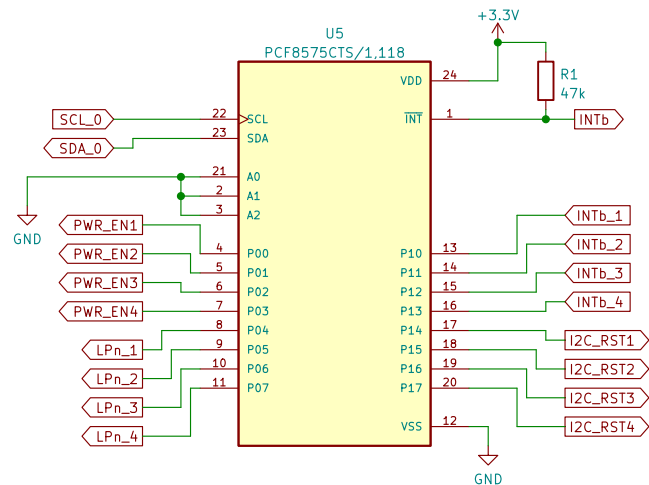 +3.3V
U5
PCF8575CTS/1,118
VDD 24
R1
47k
SCL_0 22 SCL
INT 1 INTb
SDA_0 23 SDA
21 A0
2 A1
3 A2
GND
PWR_EN1 4 P00
PWR_EN2 5 P01
PWR_EN3 6 P02
PWR_EN4 7 P03
LPn_1 8 P04
LPn_2 9 P05
LPn_3 10 P06
LPn_4 11 P07
P10 13 INTb_1
P11 14 INTb_2
P12 15 INTb_3
P13 16 INTb_4
P14 17 I2C_RST1
P15 18 I2C_RST2
P16 19 I2C_RST3
P17 20 I2C_RST4
VSS 12
GND